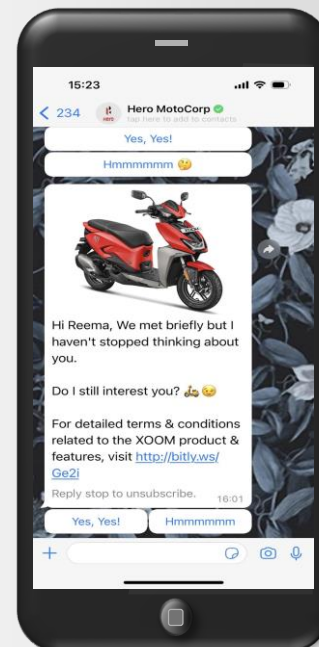 15:23
234
HERO
Hero MotoCorp
tap here to add to contacts
Yes, Yes!
Hmmmmmm 🤔
Hi Reema, We met briefly but I
haven't stopped thinking about
you.
Do I still interest you? 🛵😉
For detailed terms & conditions
related to the XOOM product &
features, visit http://bitly.ws/
Ge2i
Reply stop to unsubscribe.
16:01
Yes, Yes!
Hmmmmmm